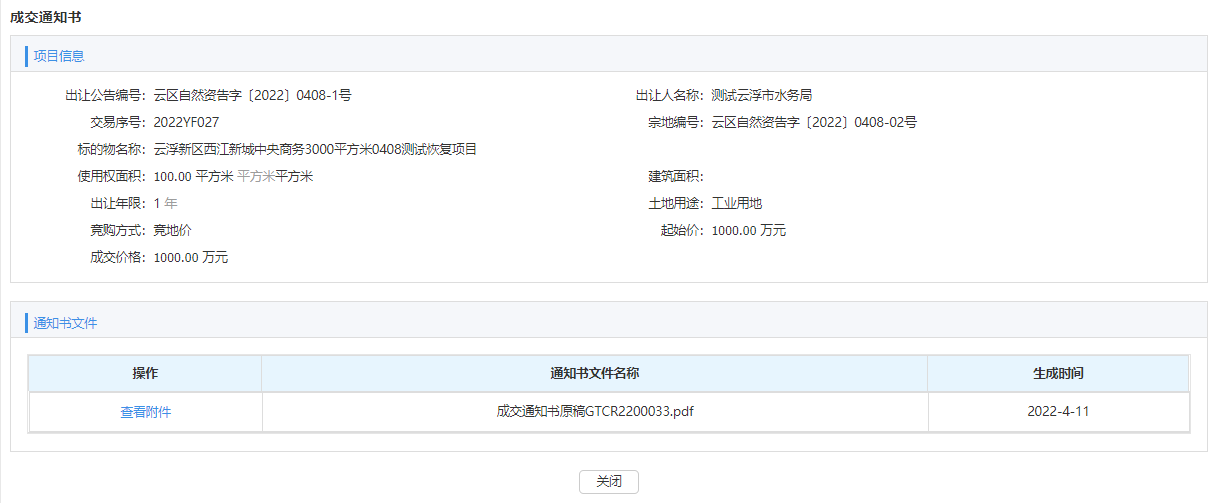 成交通知书
项目信息
出让公告编号：云区自然资告字〔2022〕0408-1号 出让人名称：测试云浮市水务局
交易序号：2022YF027 宗地编号：云区自然资告字〔2022〕0408-02号
标的物名称：云浮新区西江新城中央商务3000平方米0408测试恢复项目
使用权面积：100.00 平方米 平方米平方米 建筑面积：
出让年限：1 年 土地用途：工业用地
竞购方式：竞地价 起始价：1000.00 万元
成交价格：1000.00 万元
通知书文件
操作 通知书文件名称 生成时间
查看附件 成交通知书原稿GTCR2200033.pdf 2022-4-11
关闭